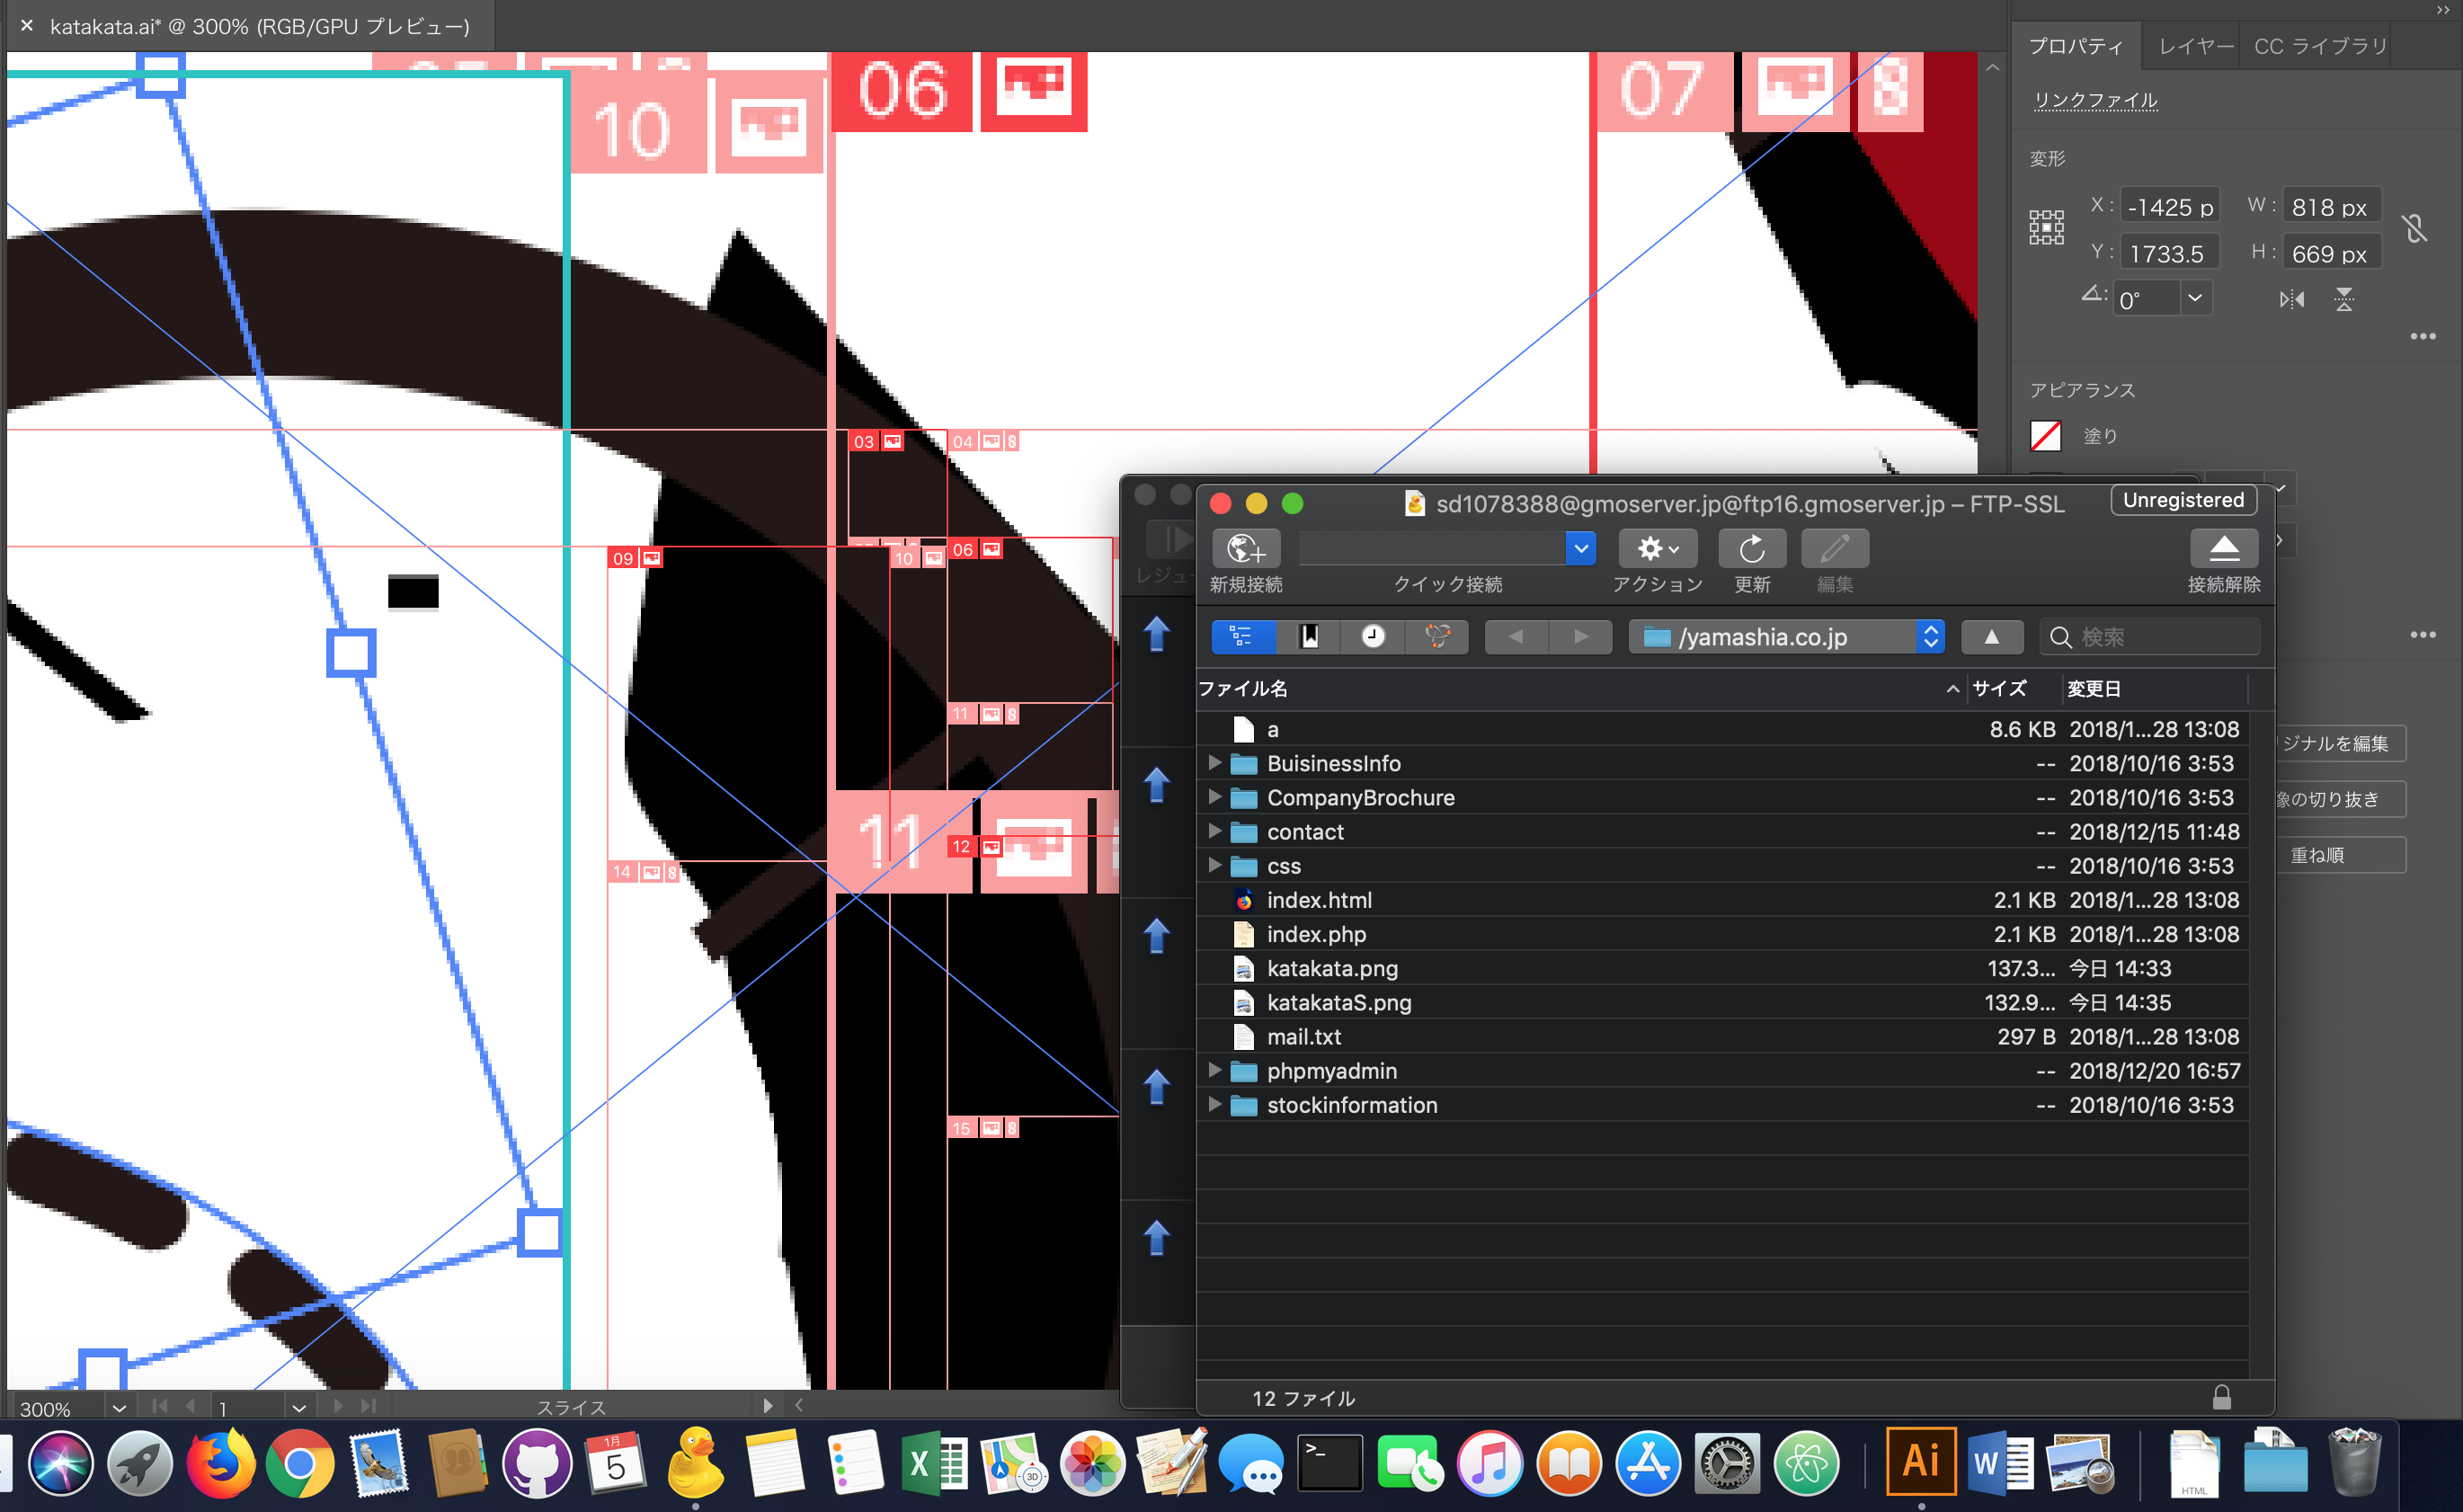 katakata.ai* @ 300% (RGB/GPU プレビュー)
プロパティ
レイヤー
CC ライブラリ
リンクファイル
変形
X :
-1425 p
W :
818 px
Y :
1733.5
H :
669 px
0°
アピアランス
塗り
10
06
07
03
04
09
10
06
11
11
12
14
15
レジュ
sd1078388@gmoserver.jp@ftp16.gmoserver.jp – FTP-SSL
Unregistered
新規接続
クイック接続
アクション
更新
編集
接続解除
/yamashia.co.jp
検索
ファイル名
サイズ
変更日
a 8.6 KB 2018/1...28 13:08
BuisinessInfo -- 2018/10/16 3:53
CompanyBrochure -- 2018/10/16 3:53
contact -- 2018/12/15 11:48
css -- 2018/10/16 3:53
index.html 2.1 KB 2018/1...28 13:08
index.php 2.1 KB 2018/1...28 13:08
katakata.png 137.3... 今日 14:33
katakataS.png 132.9... 今日 14:35
mail.txt 297 B 2018/1...28 13:08
phpmyadmin -- 2018/12/20 16:57
stockinformation -- 2018/10/16 3:53
12 ファイル
ジナルを編集
像の切り抜き
重ね順
300%
1
スライス
1月
5
X
3D
>_
Ai
W
HTML